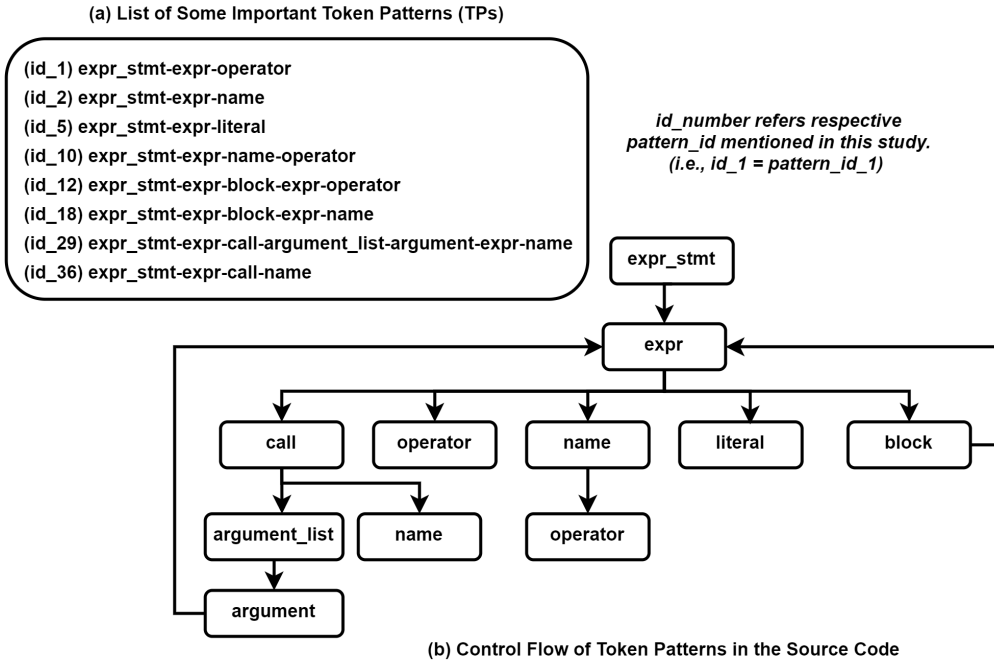 (a) List of Some Important Token Patterns (TPs)
(id_1) expr_stmt-expr-operator
(id_2) expr_stmt-expr-name
(id_5) expr_stmt-expr-literal
(id_10) expr_stmt-expr-name-operator
(id_12) expr_stmt-expr-block-expr-operator
(id_18) expr_stmt-expr-block-expr-name
(id_29) expr_stmt-expr-call-argument_list-argument-expr-name
(id_36) expr_stmt-expr-call-name
id_number refers respective
pattern_id mentioned in this study.
(i.e., id_1 = pattern_id_1)
expr_stmt
expr
call
operator
name
literal
block
argument_list
name
operator
argument
(b) Control Flow of Token Patterns in the Source Code